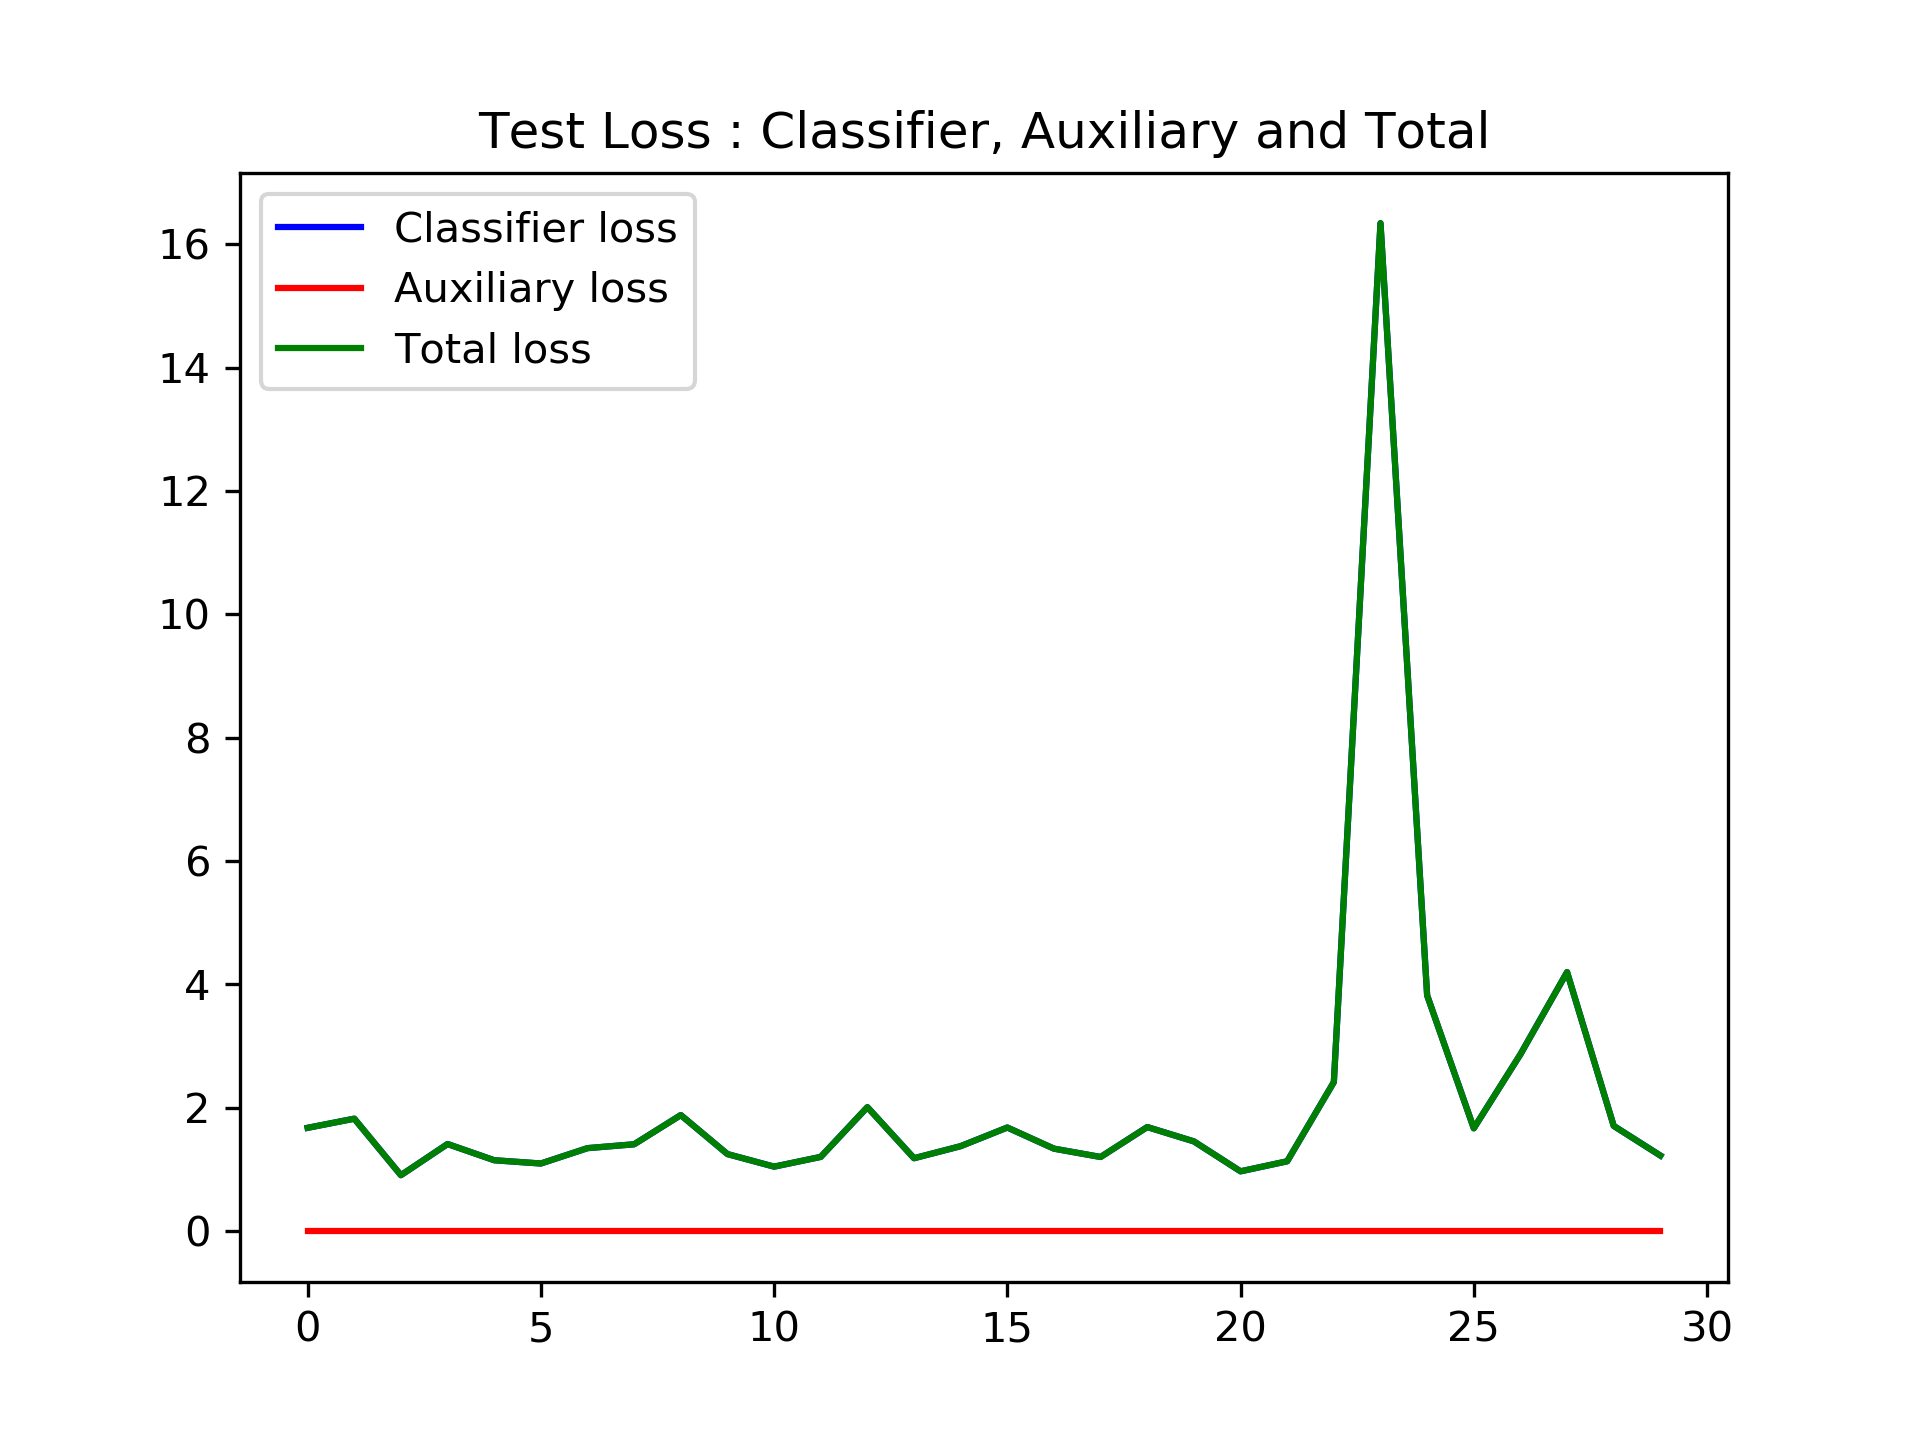 Test Loss : Classifier, Auxiliary and Total
Classifier loss
Auxiliary loss
Total loss
16
14
12
10
8
6
4
2
0
0 5 10 15 20 25 30